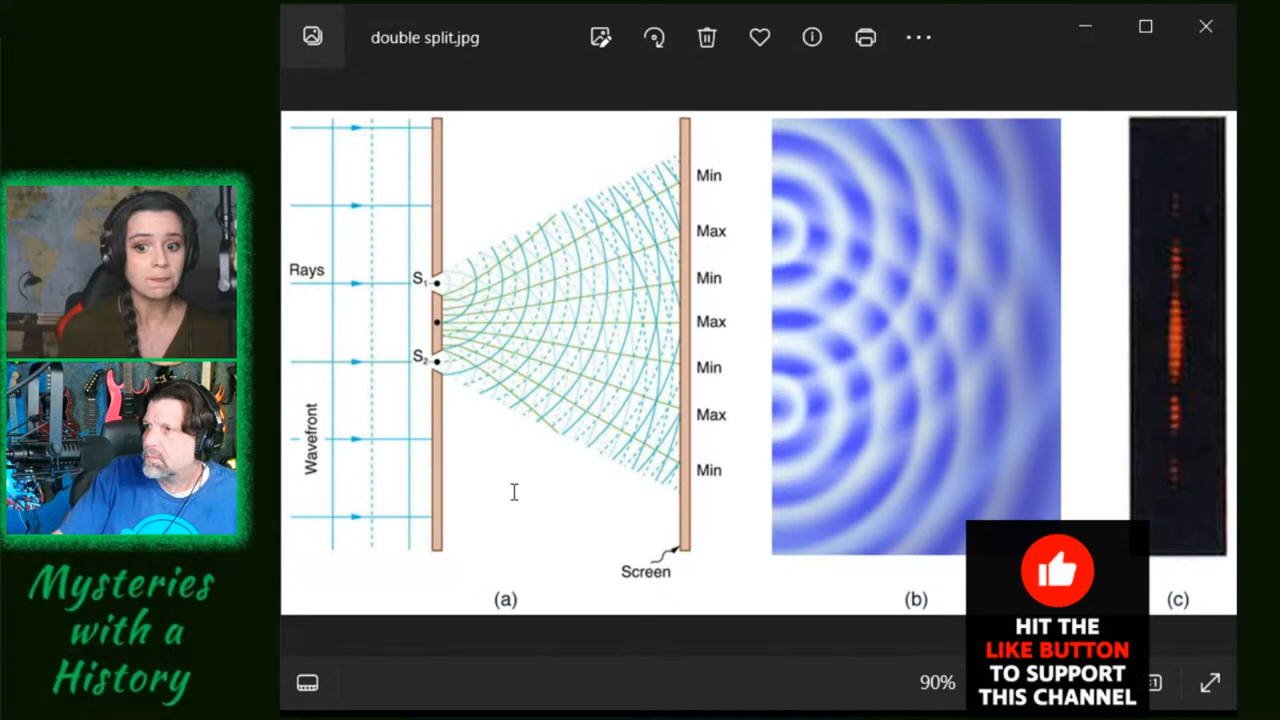 double split.jpg
Rays
Wavefront
S1
S2
Min
Max
Min
Max
Min
Max
Min
Screen
(a)
(b)
(c)
Mysteries
with a
History
HIT THE
LIKE BUTTON
TO SUPPORT
THIS CHANNEL
90%